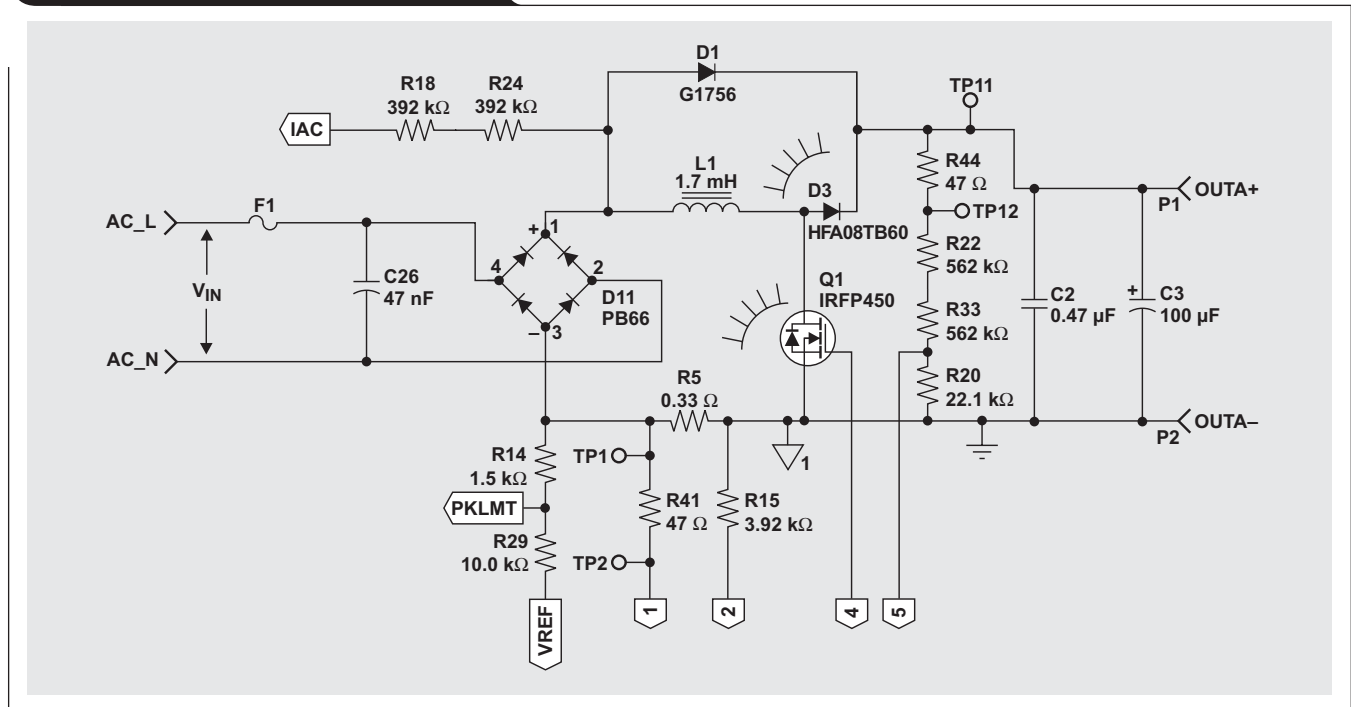 D1
G1756
TP11
R18
392 kΩ
R24
392 kΩ
IAC
R44
47 Ω
L1
1.7 mH
D3
HFA08TB60
TP12
P1
OUTA+
AC_L
F1
+
1
R22
562 kΩ
4
2
C26
47 nF
VIN
D11
PB66
Q1
IRFP450
R33
562 kΩ
C2
0.47 µF
+
C3
100 µF
–
3
AC_N
R5
0.33 Ω
R20
22.1 kΩ
OUTA–
P2
R14
1.5 kΩ
TP1
1
PKLMT
R41
47 Ω
R15
3.92 kΩ
R29
10.0 kΩ
TP2
VREF
1
2
4
5